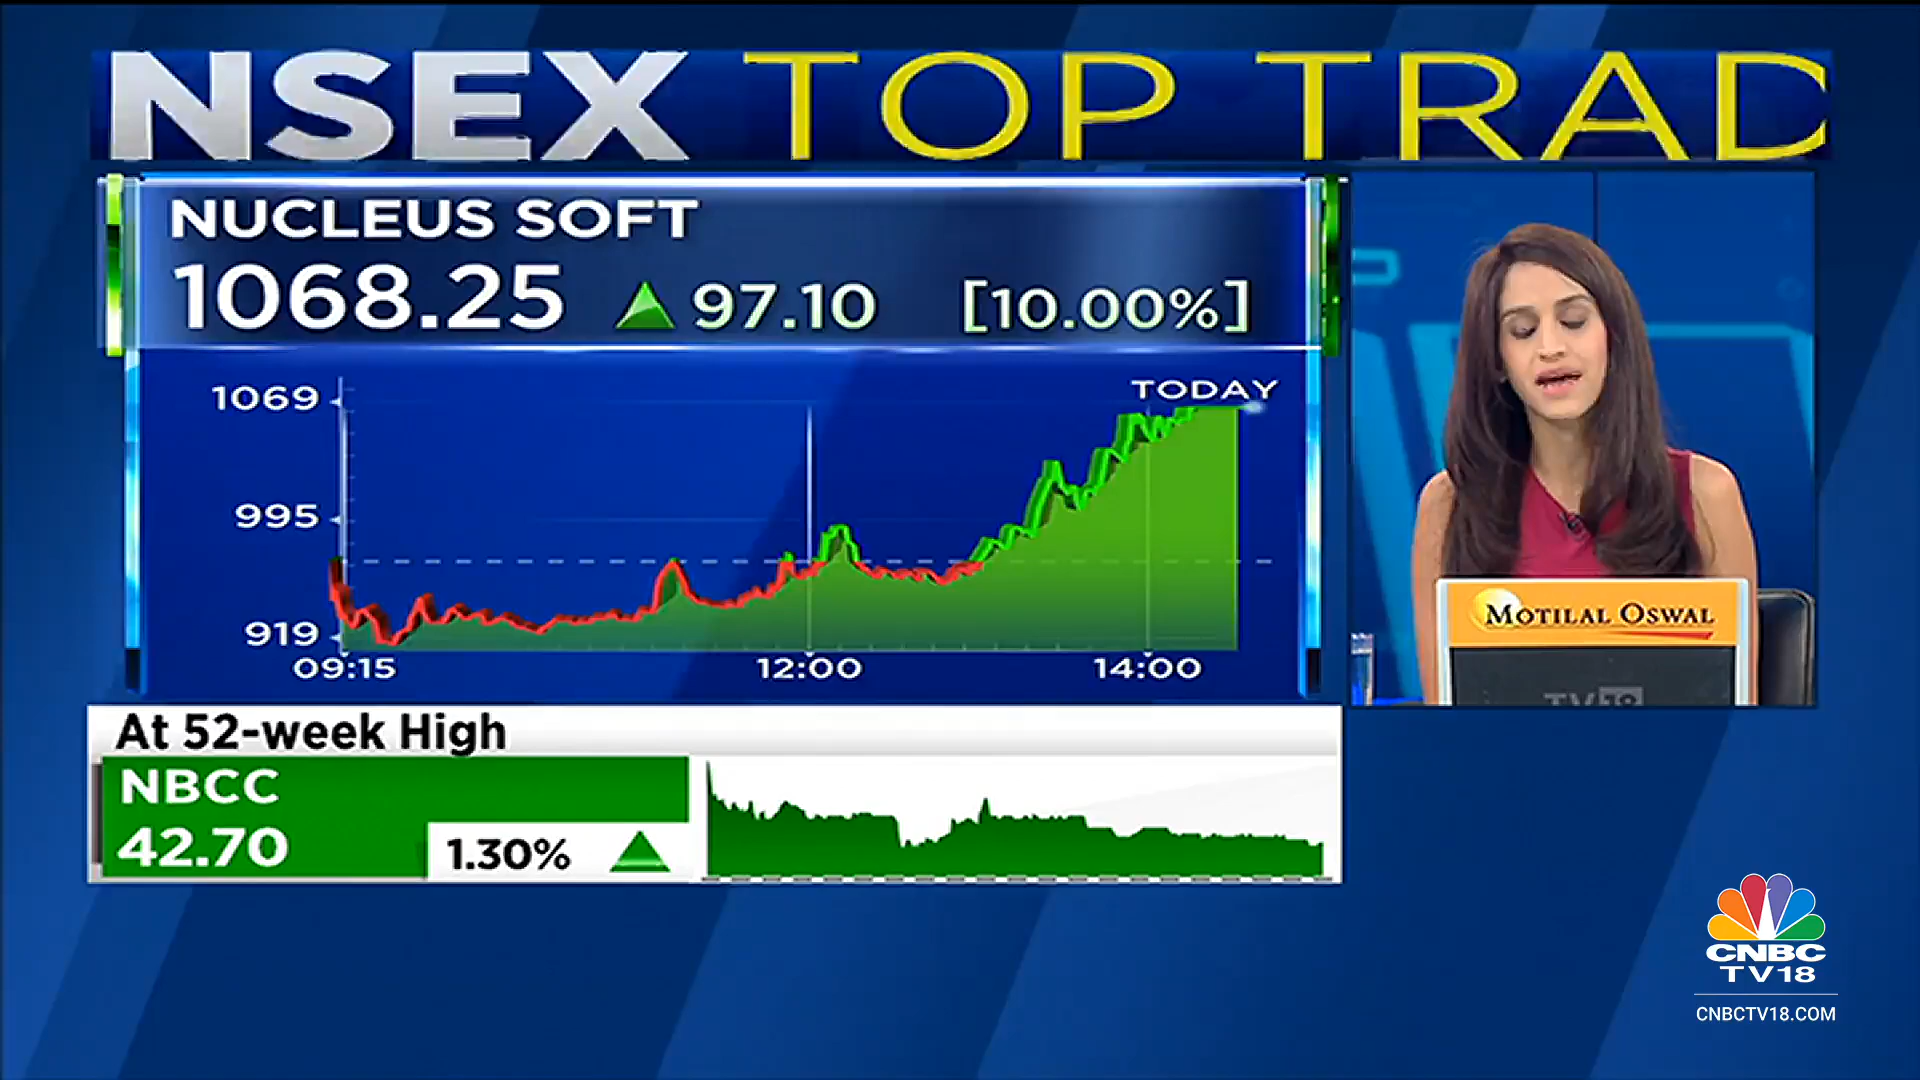 NSEX TOP TRAD
NUCLEUS SOFT
1068.25 97.10 [10.00%]
TODAY
1069
995
919
09:15 12:00 14:00
MOTILAL OSWAL
TV18
At 52-week High
NBCC
42.70 1.30%
CNBC
TV18
CNBCTV18.COM